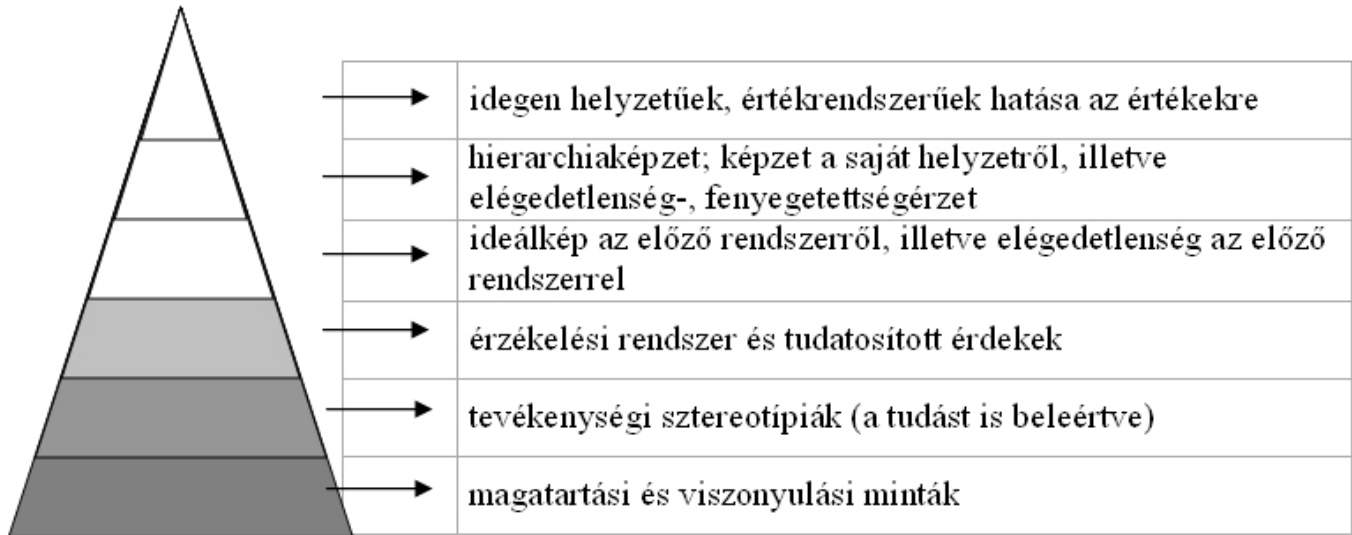 idegen helyzetűek, értékrendszerűek hatása az értékekre
hierarchiaképzet; képzet a saját helyzetről, illetve
elégedetlenség-, fenyegetettségérzet
ideálkép az előző rendszerről, illetve elégedetlenség az előző
rendszerrel
érzékelési rendszer és tudatosított érdekek
tevékenységi sztereotípiák (a tudást is beleértve)
magatartási és viszonyulási minták